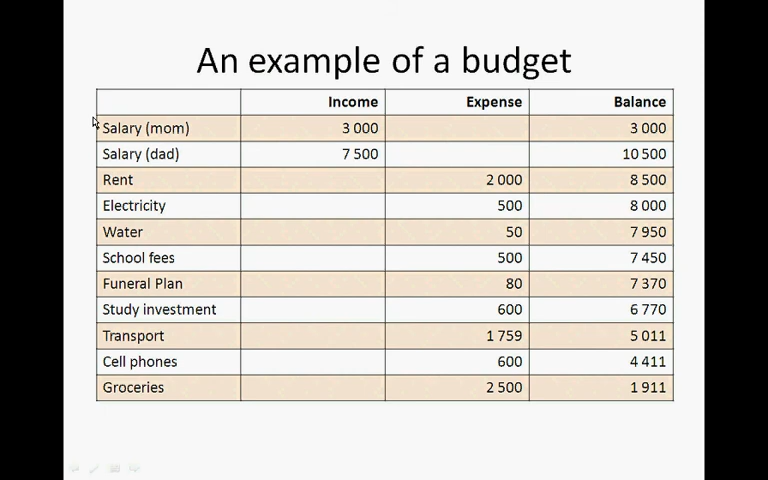 An example of a budget
Income Expense Balance
Salary (mom) 3 000 3 000
Salary (dad) 7 500 10 500
Rent 2 000 8 500
Electricity 500 8 000
Water 50 7 950
School fees 500 7 450
Funeral Plan 80 7 370
Study investment 600 6 770
Transport 1 759 5 011
Cell phones 600 4 411
Groceries 2 500 1 911